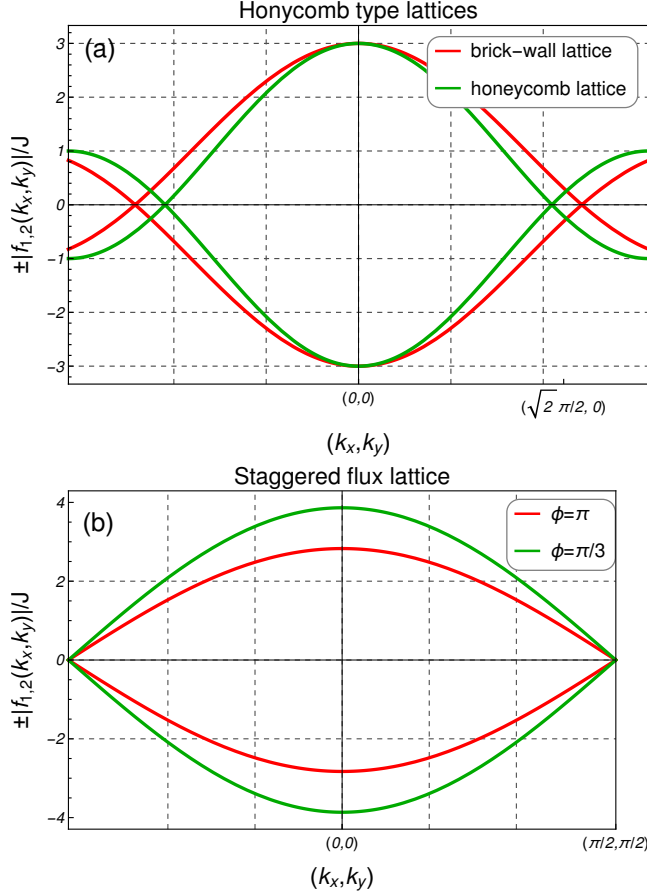 Honycomb type lattices
(a)
brick-wall lattice
honeycomb lattice
3
2
1
0
-1
-2
-3
±|f1,2(kx,ky)|/J
(0,0)
(√2 π/2, 0)
(kx,ky)
Staggered flux lattice
(b)
ϕ=π
ϕ=π/3
4
2
0
-2
-4
±|f1,2(kx,ky)|/J
(0,0)
(π/2,π/2)
(kx,ky)